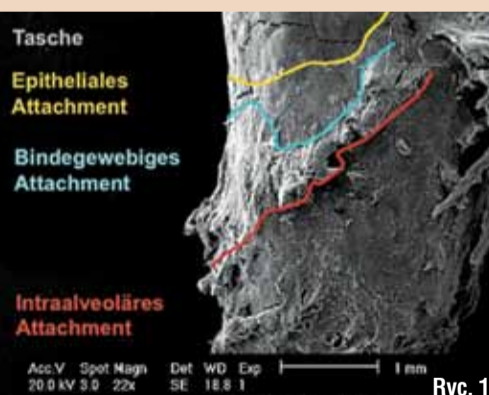 Tasche
Epitheliales
Attachment
Bindegewebiges
Attachment
Intraalveoläres
Attachment
Acc.V Spot Magn Det WD Exp 1 mm
20.0 kV 3.0 22x SE 18.8 1
Ryc. 1